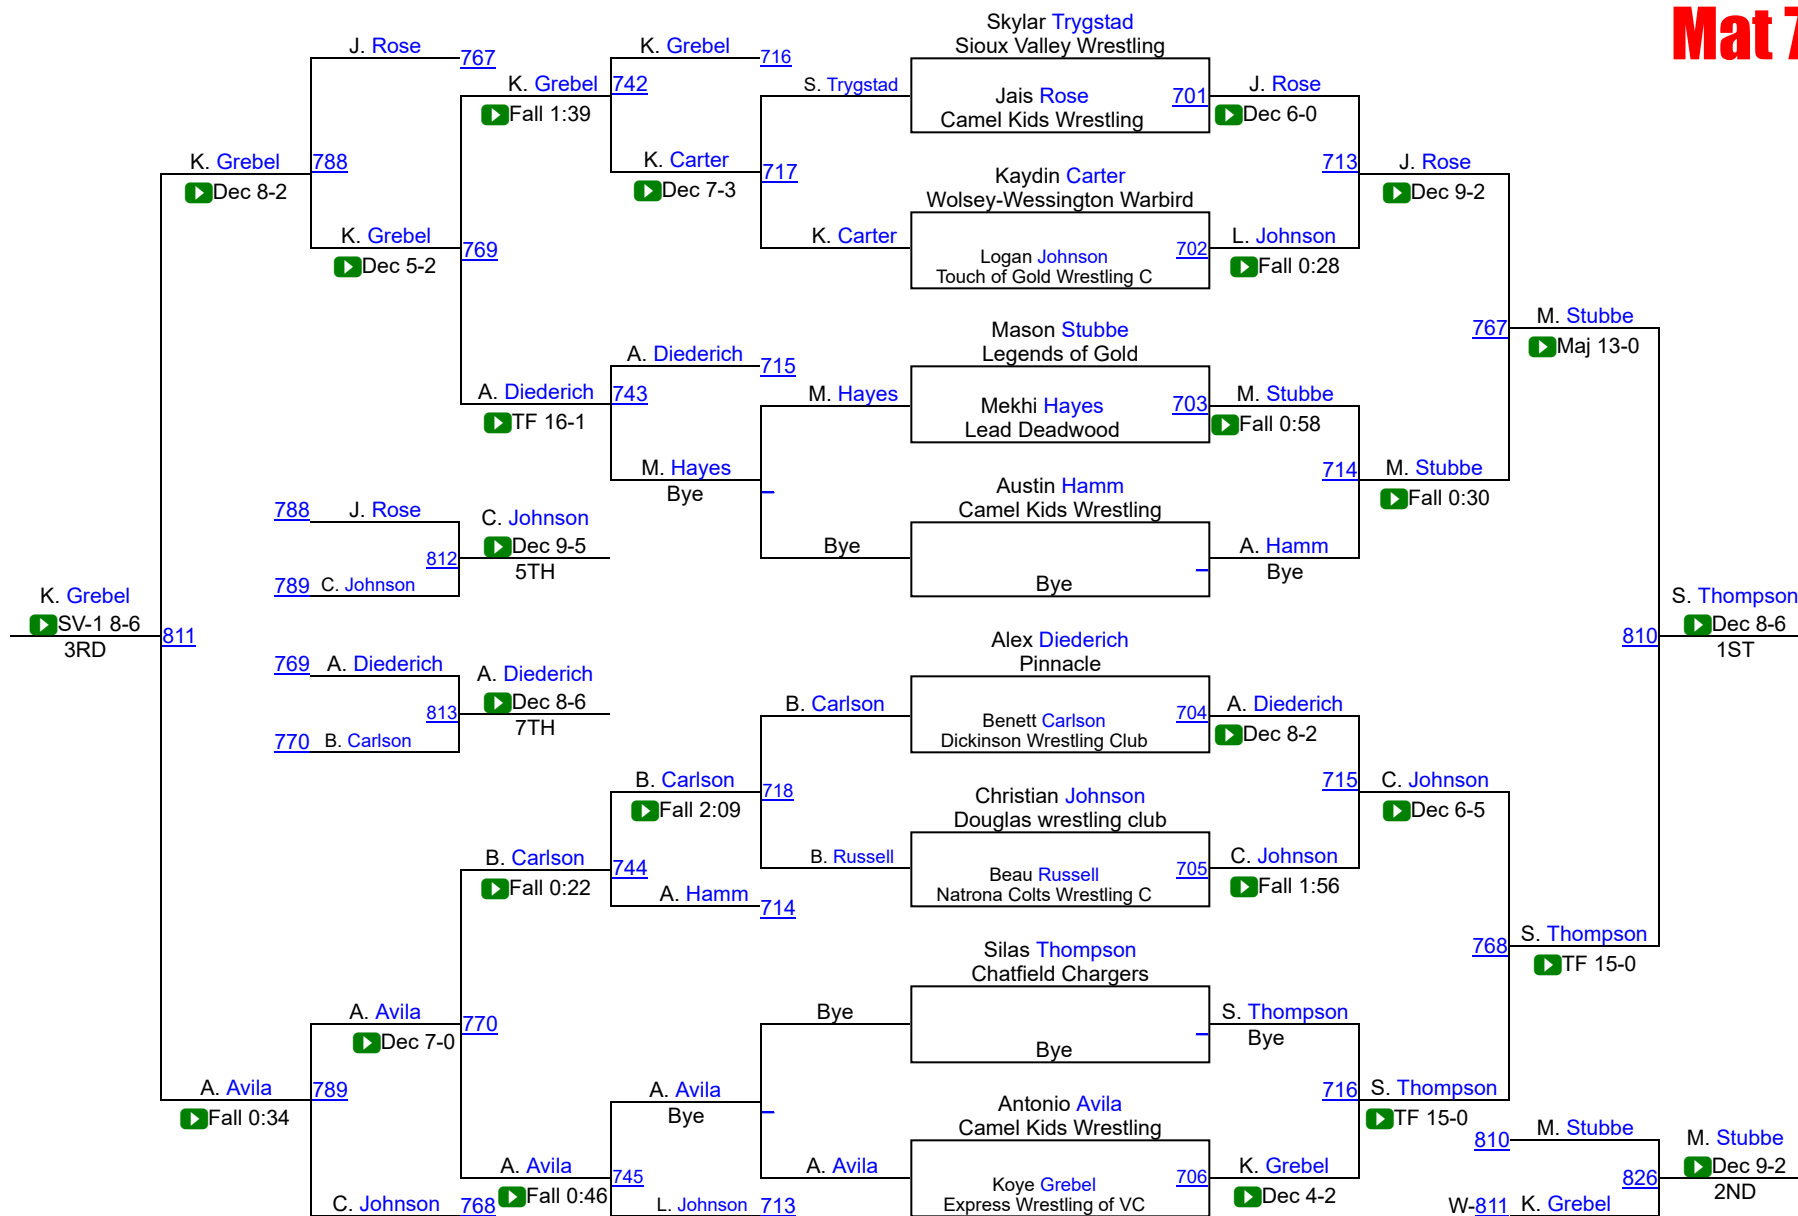 Mat 7
Skylar Trygstad
Sioux Valley Wrestling
J. Rose
767
K. Grebel
716
K. Grebel
742
Fall 1:39
S. Trygstad
Jais Rose
Camel Kids Wrestling
701
J. Rose
Dec 6-0
K. Grebel
788
Dec 8-2
K. Carter
717
Dec 7-3
Kaydin Carter
Wolsey-Wessington Warbird
713
J. Rose
Dec 9-2
K. Grebel
769
Dec 5-2
K. Carter
Logan Johnson
Touch of Gold Wrestling C
702
L. Johnson
Fall 0:28
Mason Stubbe
Legends of Gold
767
M. Stubbe
Maj 13-0
A. Diederich
715
A. Diederich
743
TF 16-1
M. Hayes
Mekhi Hayes
Lead Deadwood
703
M. Stubbe
Fall 0:58
M. Hayes
Bye
Austin Hamm
Camel Kids Wrestling
714
M. Stubbe
Fall 0:30
788
J. Rose
C. Johnson
812
Dec 9-5
5TH
789
C. Johnson
Bye
Bye
A. Hamm
Bye
K. Grebel
SV-1 8-6
3RD
811
S. Thompson
810
Dec 8-6
1ST
Alex Diederich
Pinnacle
769
A. Diederich
A. Diederich
813
Dec 8-6
7TH
770
B. Carlson
B. Carlson
Benett Carlson
Dickinson Wrestling Club
704
A. Diederich
Dec 8-2
B. Carlson
718
Fall 2:09
Christian Johnson
Douglas wrestling club
715
C. Johnson
Dec 6-5
B. Carlson
744
Fall 0:22
B. Russell
Beau Russell
Natrona Colts Wrestling C
705
C. Johnson
Fall 1:56
A. Hamm
714
Silas Thompson
Chatfield Chargers
768
S. Thompson
TF 15-0
A. Avila
770
Dec 7-0
Bye
Bye
S. Thompson
Bye
A. Avila
789
Fall 0:34
A. Avila
Bye
Antonio Avila
Camel Kids Wrestling
716
S. Thompson
TF 15-0
A. Avila
745
Fall 0:46
A. Avila
Koye Grebel
Express Wrestling of VC
706
K. Grebel
Dec 4-2
810
M. Stubbe
M. Stubbe
826
Dec 9-2
2ND
C. Johnson
768
L. Johnson
713
W-811
K. Grebel